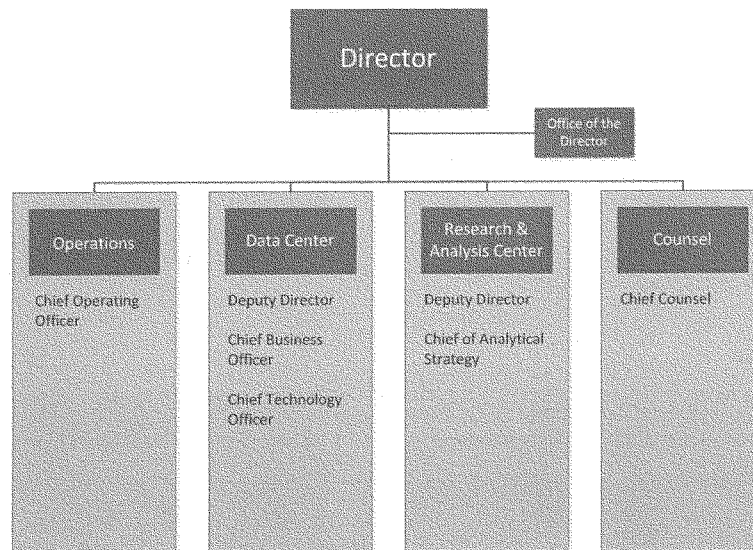 Director
Office of the
Director
Operations
Chief Operating
Officer
Data Center
Deputy Director
Chief Business
Officer
Chief Technology
Officer
Research &
Analysis Center
Deputy Director
Chief of Analytical
Strategy
Counsel
Chief Counsel